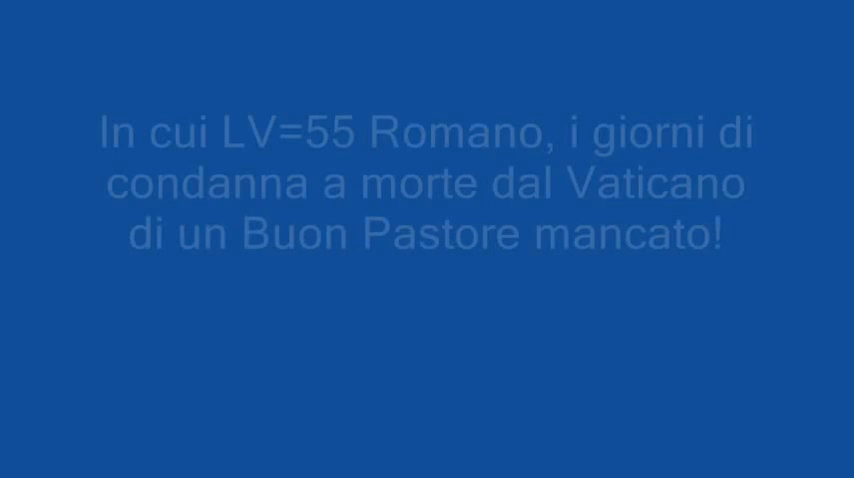 In cui LV=55 Romano, i giorni di
condanna a morte dal Vaticano
di un Buon Pastore mancato!